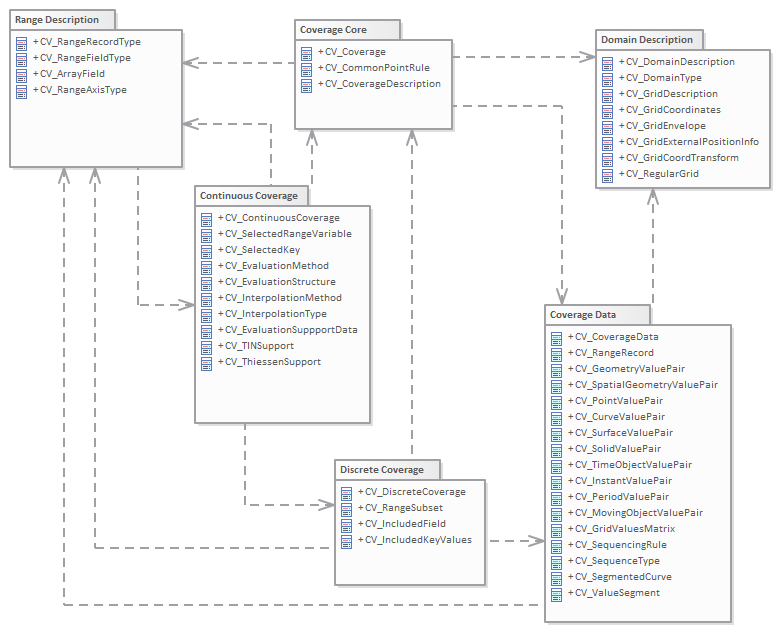 Range Description
+CV_RangeRecordType
+CV_RangeFieldType
+CV_ArrayField
+CV_RangeAxisType
Coverage Core
+CV_Coverage
+CV_CommonPointRule
+CV_CoverageDescription
Domain Description
+CV_DomainDescription
+CV_DomainType
+CV_GridDescription
+CV_GridCoordinates
+CV_GridEnvelope
+CV_GridExternalPositionInfo
+CV_GridCoordTransform
+CV_RegularGrid
Continuous Coverage
+CV_ContinuousCoverage
+CV_SelectedRangeVariable
+CV_SelectedKey
+CV_EvaluationMethod
+CV_EvaluationStructure
+CV_InterpolationMethod
+CV_InterpolationType
+CV_EvaluationSuppportData
+CV_TINSupport
+CV_ThiessenSupport
Coverage Data
+CV_CoverageData
+CV_RangeRecord
+CV_GeometryValuePair
+CV_SpatialGeometryValuePair
+CV_PointValuePair
+CV_CurveValuePair
+CV_SurfaceValuePair
+CV_SolidValuePair
+CV_TimeObjectValuePair
+CV_InstantValuePair
+CV_PeriodValuePair
+CV_MovingObjectValuePair
+CV_GridValuesMatrix
+CV_SequencingRule
+CV_SequenceType
+CV_SegmentedCurve
+CV_ValueSegment
Discrete Coverage
+CV_DiscreteCoverage
+CV_RangeSubset
+CV_IncludedField
+CV_IncludedKeyValues